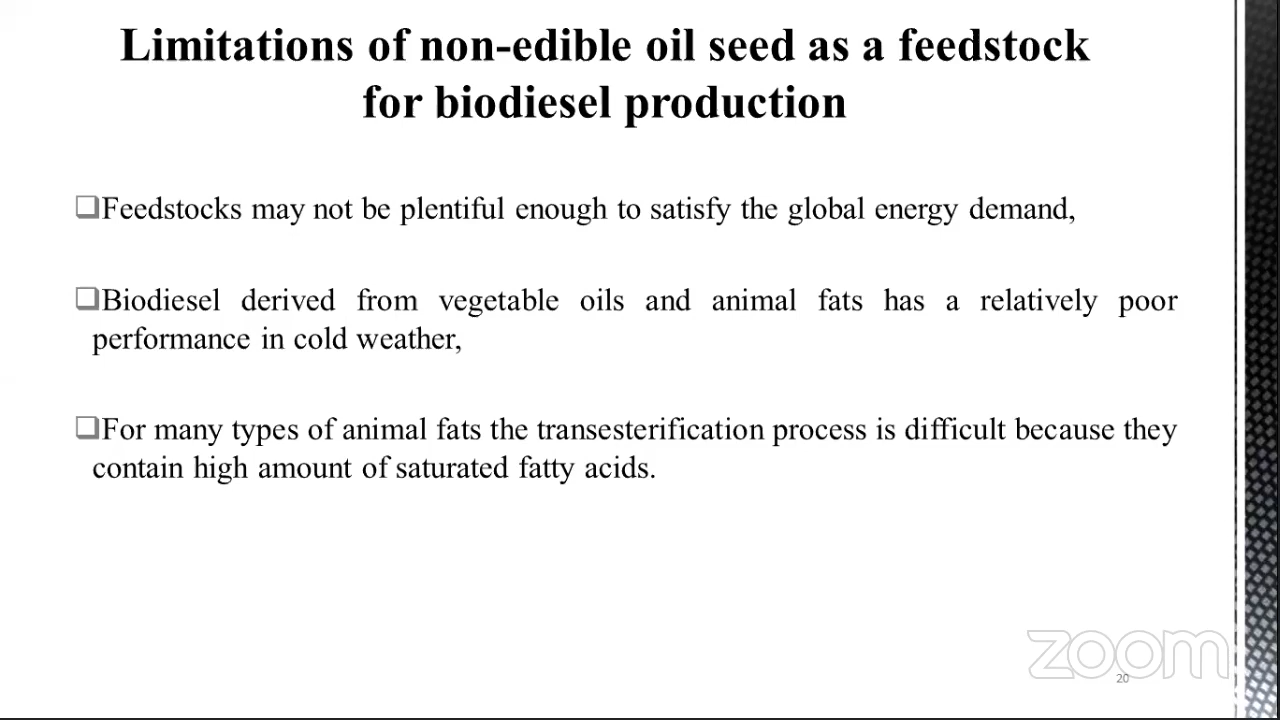 Limitations of non-edible oil seed as a feedstock
for biodiesel production
❑Feedstocks may not be plentiful enough to satisfy the global energy demand,
❑Biodiesel derived from vegetable oils and animal fats has a relatively poor
performance in cold weather,
❑For many types of animal fats the transesterification process is difficult because they
contain high amount of saturated fatty acids.
zoom
20